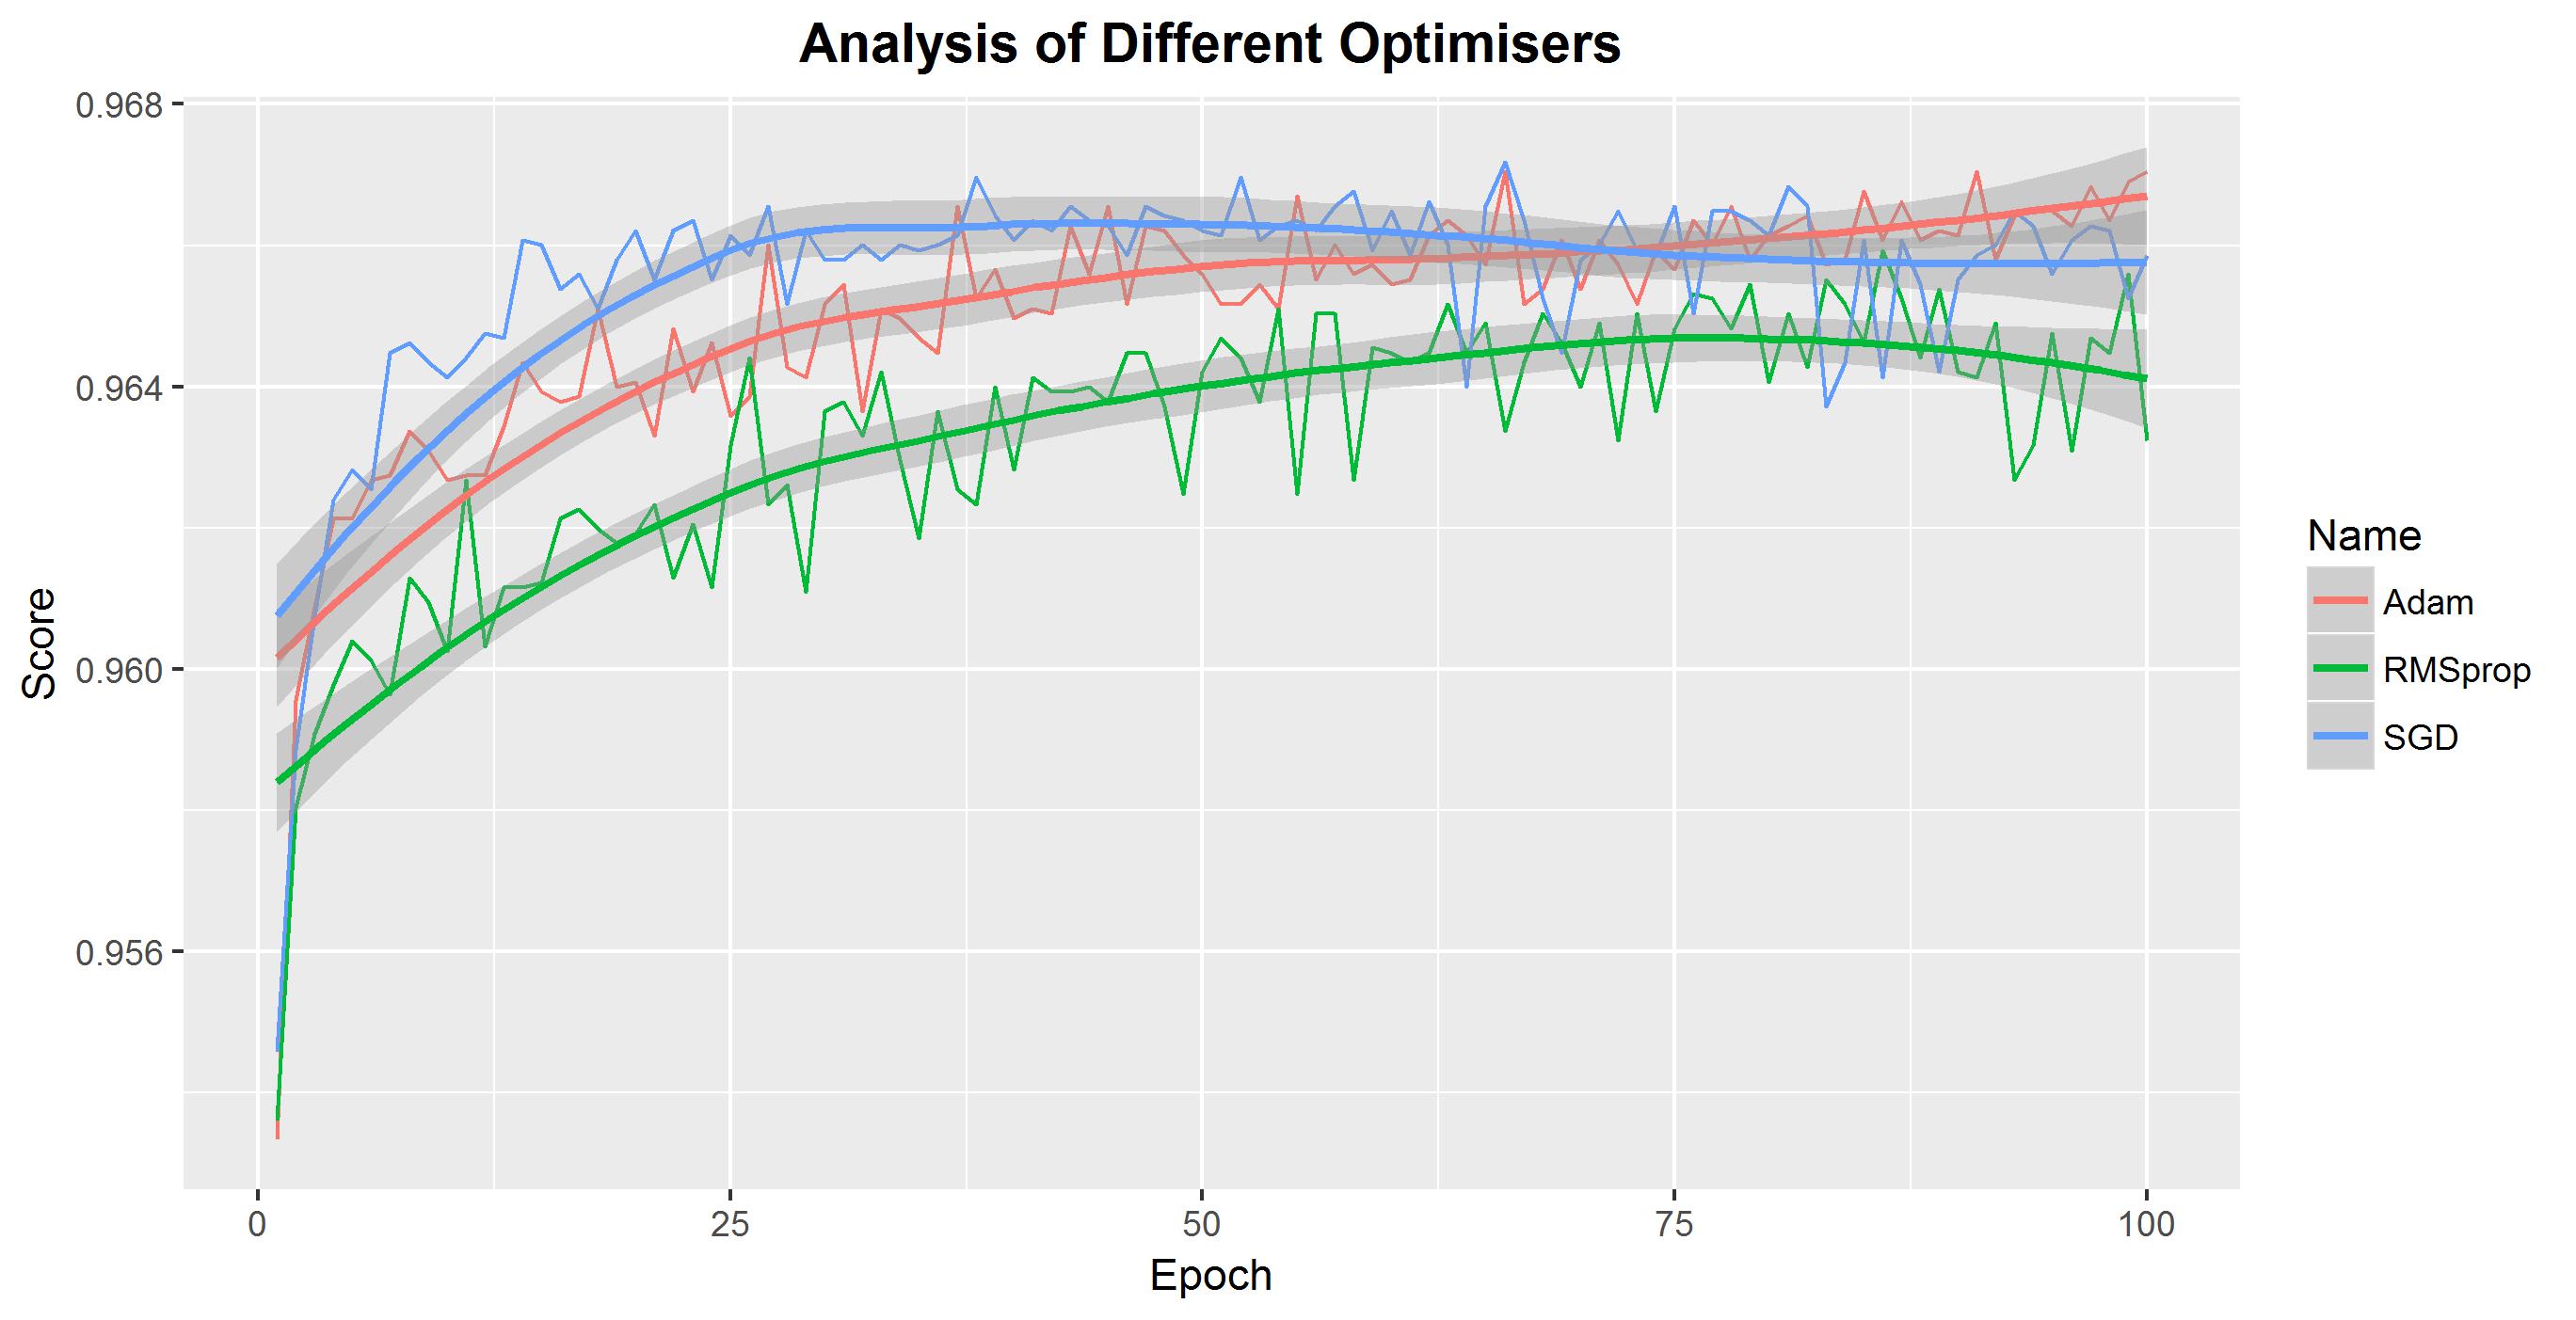 Analysis of Different Optimisers
0.968
0.964
0.960
0.956
Score
0
25
50
75
100
Epoch
Name
Adam
RMSprop
SGD